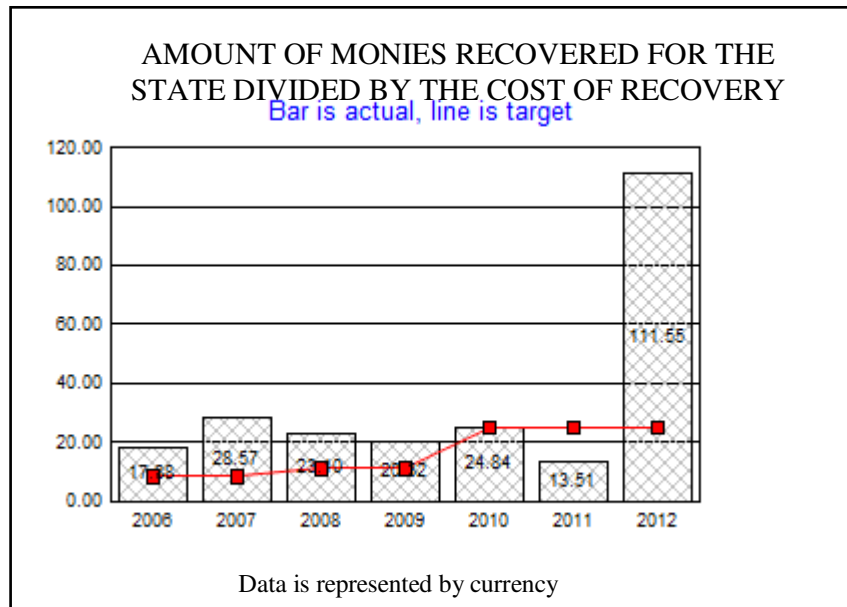 AMOUNT OF MONIES RECOVERED FOR THE
STATE DIVIDED BY THE COST OF RECOVERY
Bar is actual, line is target
120.00
100.00
80.00
60.00
40.00
20.00
0.00
111.55
28.57
24.84
13.51
2006 2007 2008 2009 2010 2011 2012
Data is represented by currency